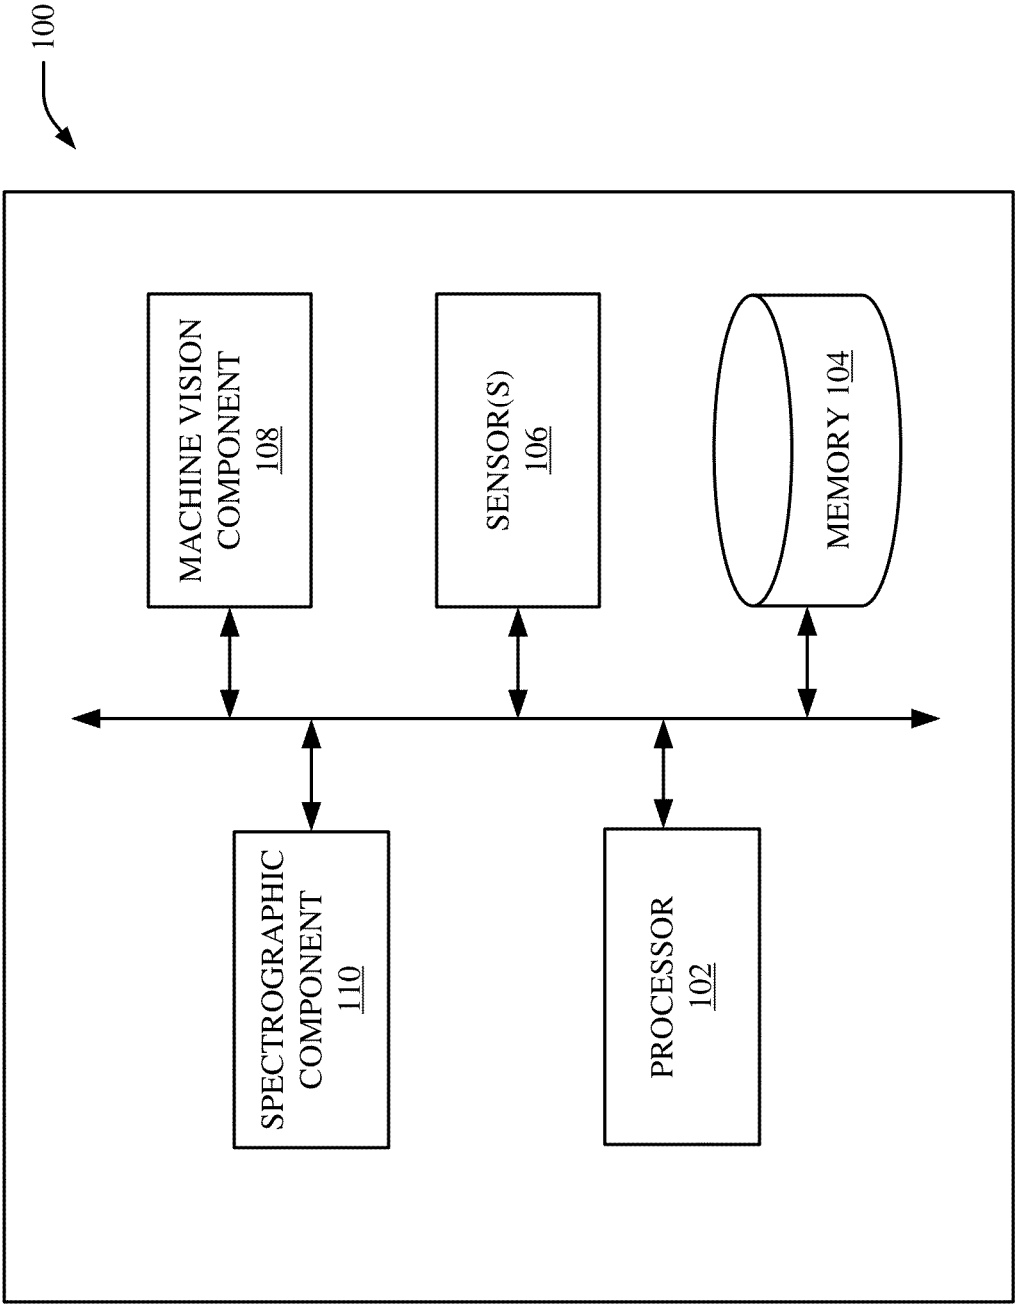 100
MACHINE VISION
COMPONENT
108
SENSOR(S)
106
MEMORY 104
SPECTROGRAPHIC
COMPONENT
110
PROCESSOR
102